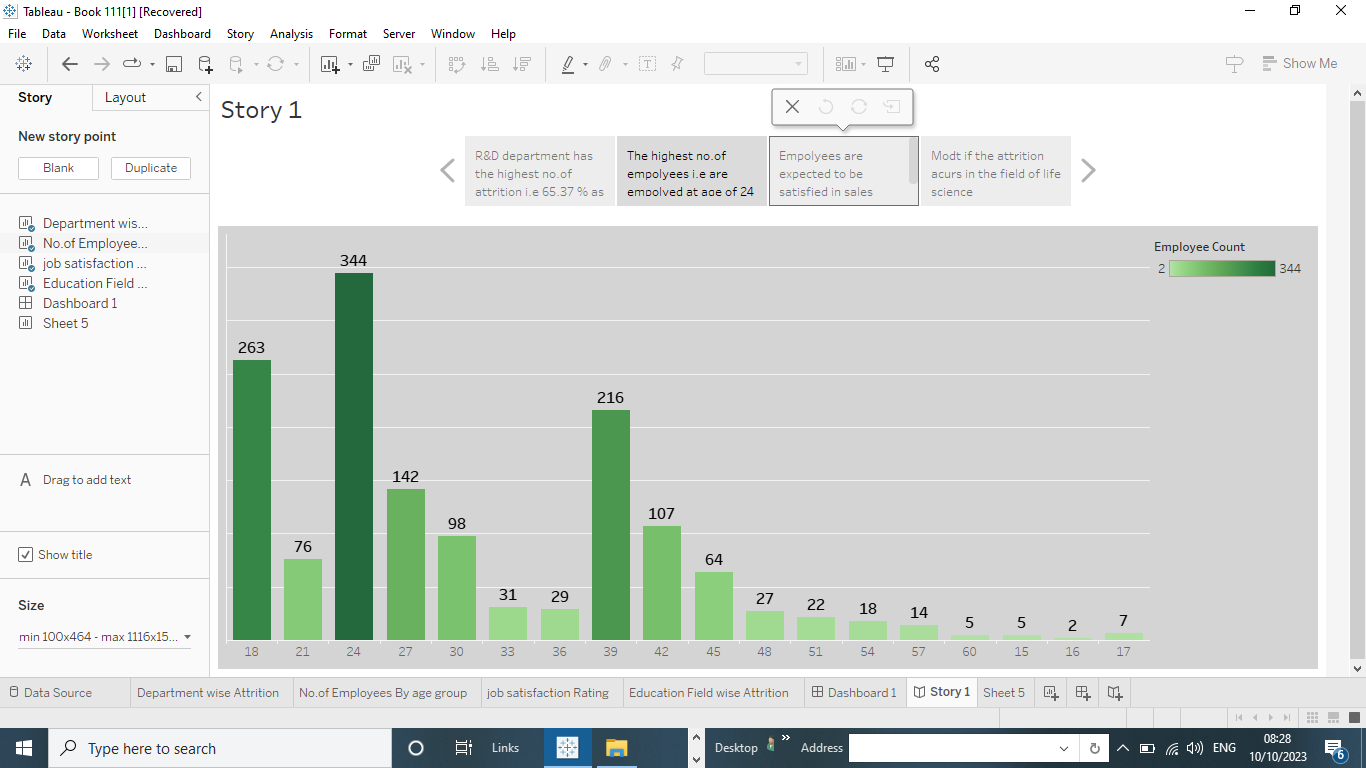 Tableau - Book 111[1] [Recovered]
File Data Worksheet Dashboard Story Analysis Format Server Window Help
Show Me
Story Layout
New story point
Blank Duplicate
Department wis...
No.of Employee...
job satisfaction ...
Education Field ...
Dashboard 1
Sheet 5
A Drag to add text
Show title
Size
min 100x464 - max 1116x15...
Story 1
R&D department has
the highest no.of
attrition i.e 65.37 % as
The highest no.of
empolyees i.e are
empolyed at age of 24
Empolyees are
expected to be
satisfied in sales
Modt if the attrition
acurs in the field of life
science
Employee Count
2 344
263 76 344 142 98 31 29 216 107 64 27 22 18 14 5 5 2 7
18 21 24 27 30 33 36 39 42 45 48 51 54 57 60 15 16 17
Data Source Department wise Attrition No.of Employees By age group job satisfaction Rating Education Field wise Attrition Dashboard 1 Story 1 Sheet 5
Type here to search Links Desktop Address ENG 08:28
10/10/2023 6